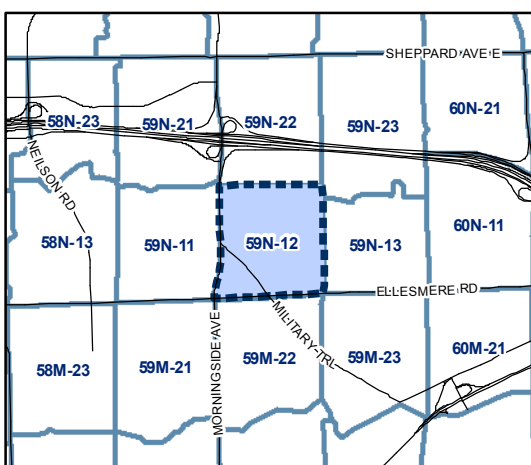 SHEPPARD AVE E
60N-21
58N-23
59N-21
59N-22
59N-23
NEILSON RD
60N-11
58N-13
59N-11
59N-12
59N-13
ELLESMERE RD
MORNINGSIDE AVE
MILITARY TRL
58M-23
59M-21
59M-22
59M-23
60M-21